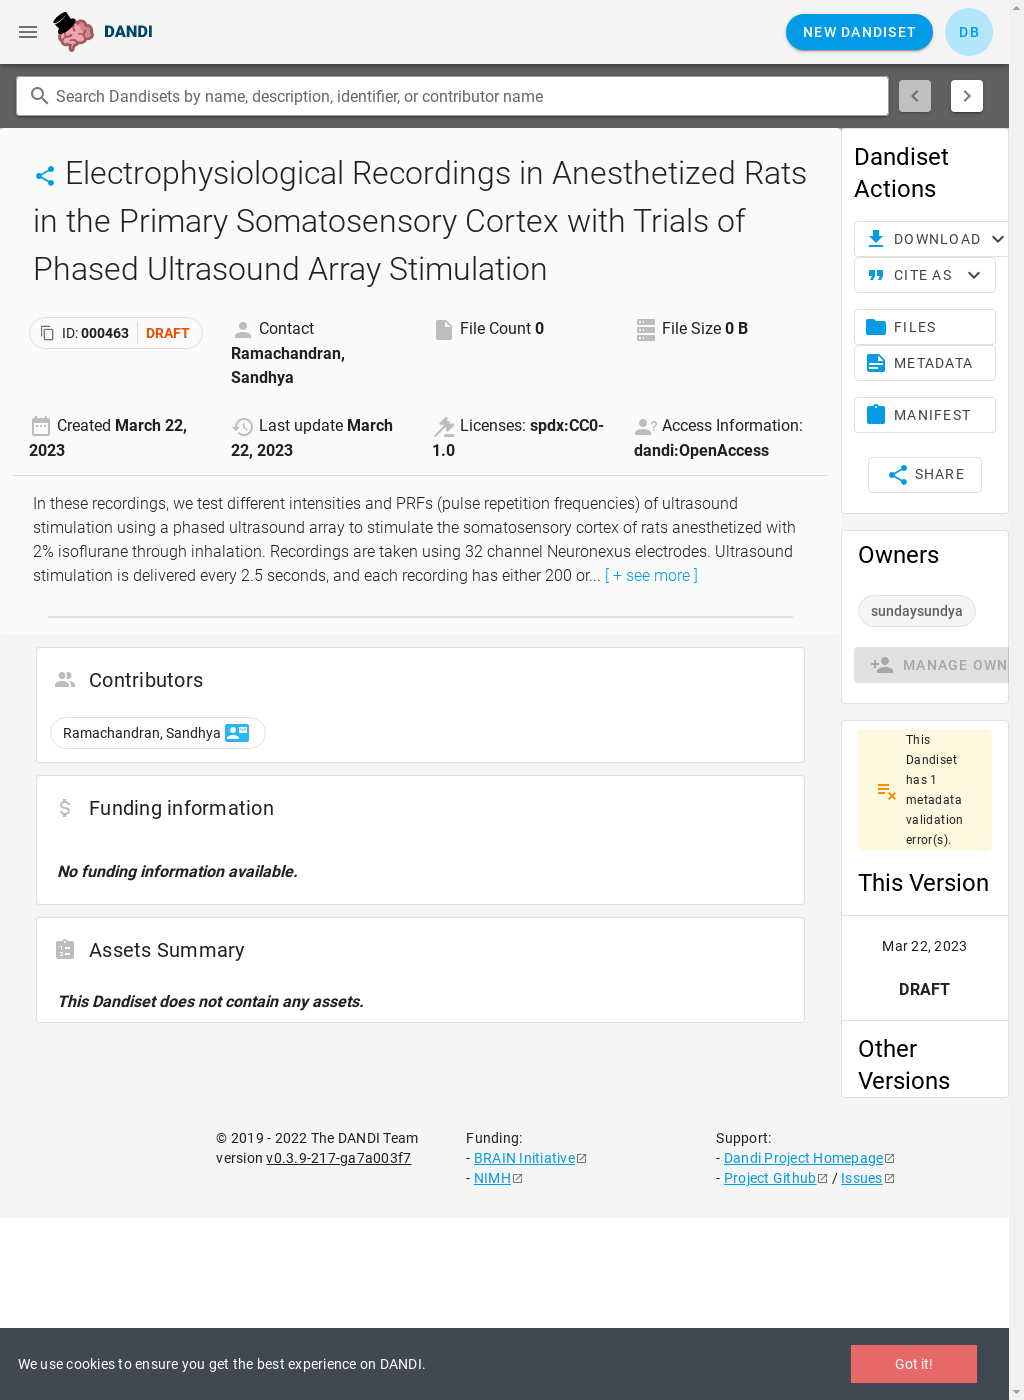 DANDI
NEW DANDISET
DB
Search Dandisets by name, description, identifier, or contributor name
Electrophysiological Recordings in Anesthetized Rats
in the Primary Somatosensory Cortex with Trials of
Phased Ultrasound Array Stimulation
ID: 000463 DRAFT
Contact
Ramachandran,
Sandhya
File Count 0
File Size 0 B
Created March 22,
2023
Last update March
22, 2023
Licenses: spdx:CC0-
1.0
Access Information:
dandi:OpenAccess
In these recordings, we test different intensities and PRFs (pulse repetition frequencies) of ultrasound
stimulation using a phased ultrasound array to stimulate the somatosensory cortex of rats anesthetized with
2% isoflurane through inhalation. Recordings are taken using 32 channel Neuronexus electrodes. Ultrasound
stimulation is delivered every 2.5 seconds, and each recording has either 200 or... [ + see more ]
Contributors
Ramachandran, Sandhya
Funding information
No funding information available.
Assets Summary
This Dandiset does not contain any assets.
Dandiset
Actions
DOWNLOAD
CITE AS
FILES
METADATA
MANIFEST
SHARE
Owners
sundaysundya
MANAGE OWN
This
Dandiset
has 1
metadata
validation
error(s).
This Version
Mar 22, 2023
DRAFT
Other
Versions
© 2019 - 2022 The DANDI Team
version v0.3.9-217-ga7a003f7
Funding:
- BRAIN Initiative
- NIMH
Support:
- Dandi Project Homepage
- Project Github / Issues
We use cookies to ensure you get the best experience on DANDI.
Got it!